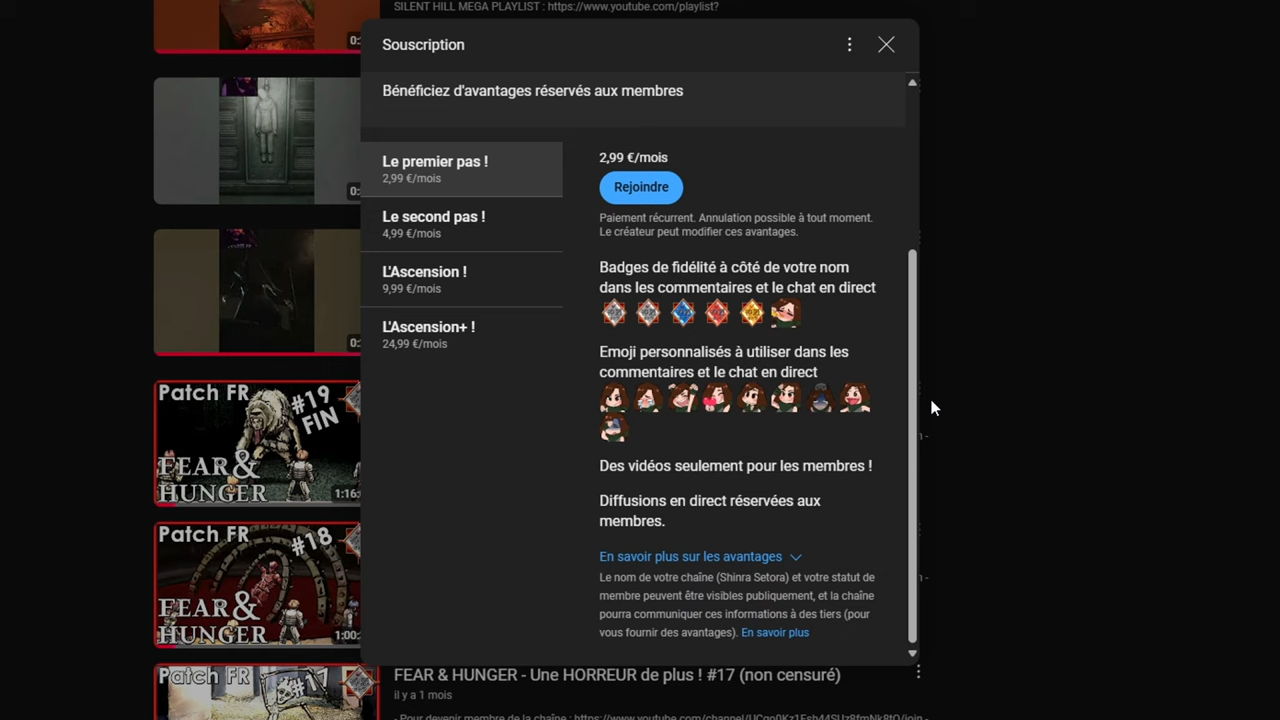 SILENT HILL MEGA PLAYLIST : https://www.youtube.com/playlist?
Souscription
Bénéficiez d'avantages réservés aux membres
Le premier pas !
2,99 €/mois
Le second pas !
4,99 €/mois
L'Ascension !
9,99 €/mois
L'Ascension+ !
24,99 €/mois
2,99 €/mois
Rejoindre
Paiement récurrent. Annulation possible à tout moment.
Le créateur peut modifier ces avantages.
Badges de fidélité à côté de votre nom
dans les commentaires et le chat en direct
Emoji personnalisés à utiliser dans les
commentaires et le chat en direct
Des vidéos seulement pour les membres !
Diffusions en direct réservées aux
membres.
En savoir plus sur les avantages
Le nom de votre chaîne (Shinra Setora) et votre statut de
membre peuvent être visibles publiquement, et la chaîne
pourra communiquer ces informations à des tiers (pour
vous fournir des avantages). En savoir plus
Patch FR
#19
FIN
FEAR &
HUNGER
1:16:
Patch FR
#18
FEAR &
HUNGER
1:00:
Patch FR
#17
FEAR & HUNGER - Une HORREUR de plus ! #17 (non censuré)
il y a 1 mois
- Pour devenir membre de la chaîne :